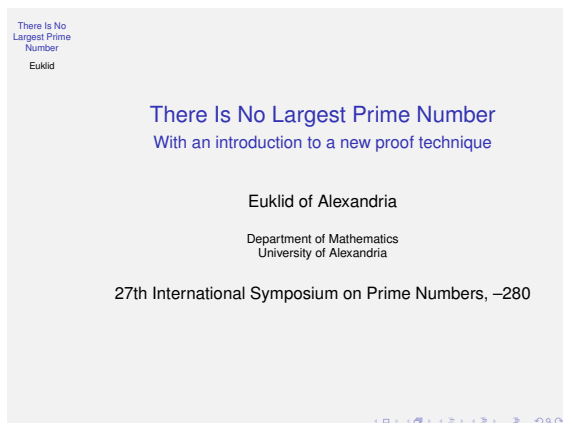 There Is No
Largest Prime
Number
Euklid
There Is No Largest Prime Number
With an introduction to a new proof technique
Euklid of Alexandria
Department of Mathematics
University of Alexandria
27th International Symposium on Prime Numbers, –280